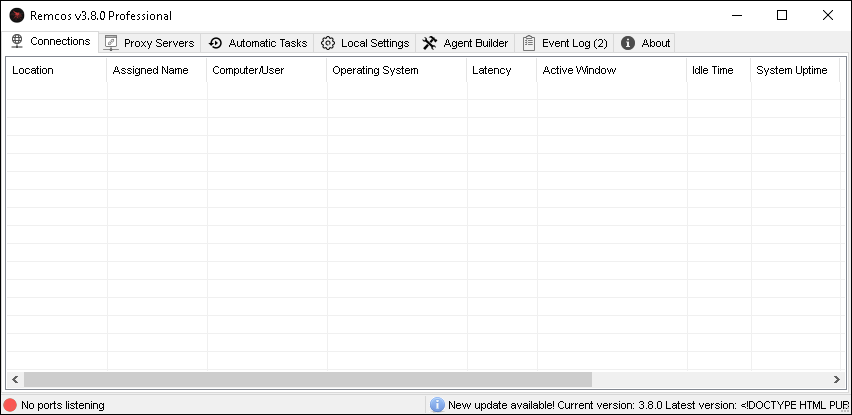 Remcos v3.8.0 Professional
Connections Proxy Servers Automatic Tasks Local Settings Agent Builder Event Log (2) About
Location Assigned Name Computer/User Operating System Latency Active Window Idle Time System Uptime
No ports listening New update available! Current version: 3.8.0 Latest version: <!DOCTYPE HTML PUB